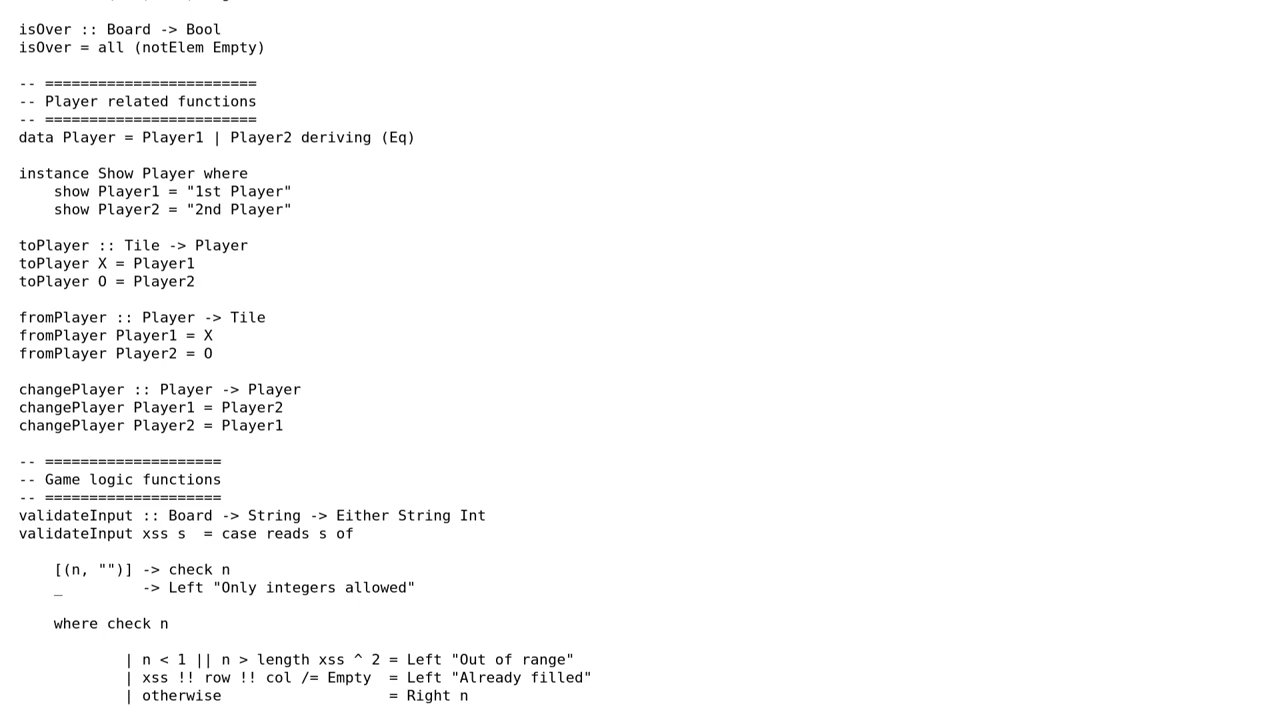 isOver :: Board -> Bool
isOver = all (notElem Empty)
-- ========================
-- Player related functions
-- ========================
data Player = Player1 | Player2 deriving (Eq)
instance Show Player where
    show Player1 = "1st Player"
    show Player2 = "2nd Player"
toPlayer :: Tile -> Player
toPlayer X = Player1
toPlayer O = Player2
fromPlayer :: Player -> Tile
fromPlayer Player1 = X
fromPlayer Player2 = O
changePlayer :: Player -> Player
changePlayer Player1 = Player2
changePlayer Player2 = Player1
-- ====================
-- Game logic functions
-- ====================
validateInput :: Board -> String -> Either String Int
validateInput xss s  = case reads s of
    [(n, "")] -> check n
    _         -> Left "Only integers allowed"
    where check n
            | n < 1 || n > length xss ^ 2 = Left "Out of range"
            | xss !! row !! col /= Empty  = Left "Already filled"
            | otherwise                   = Right n